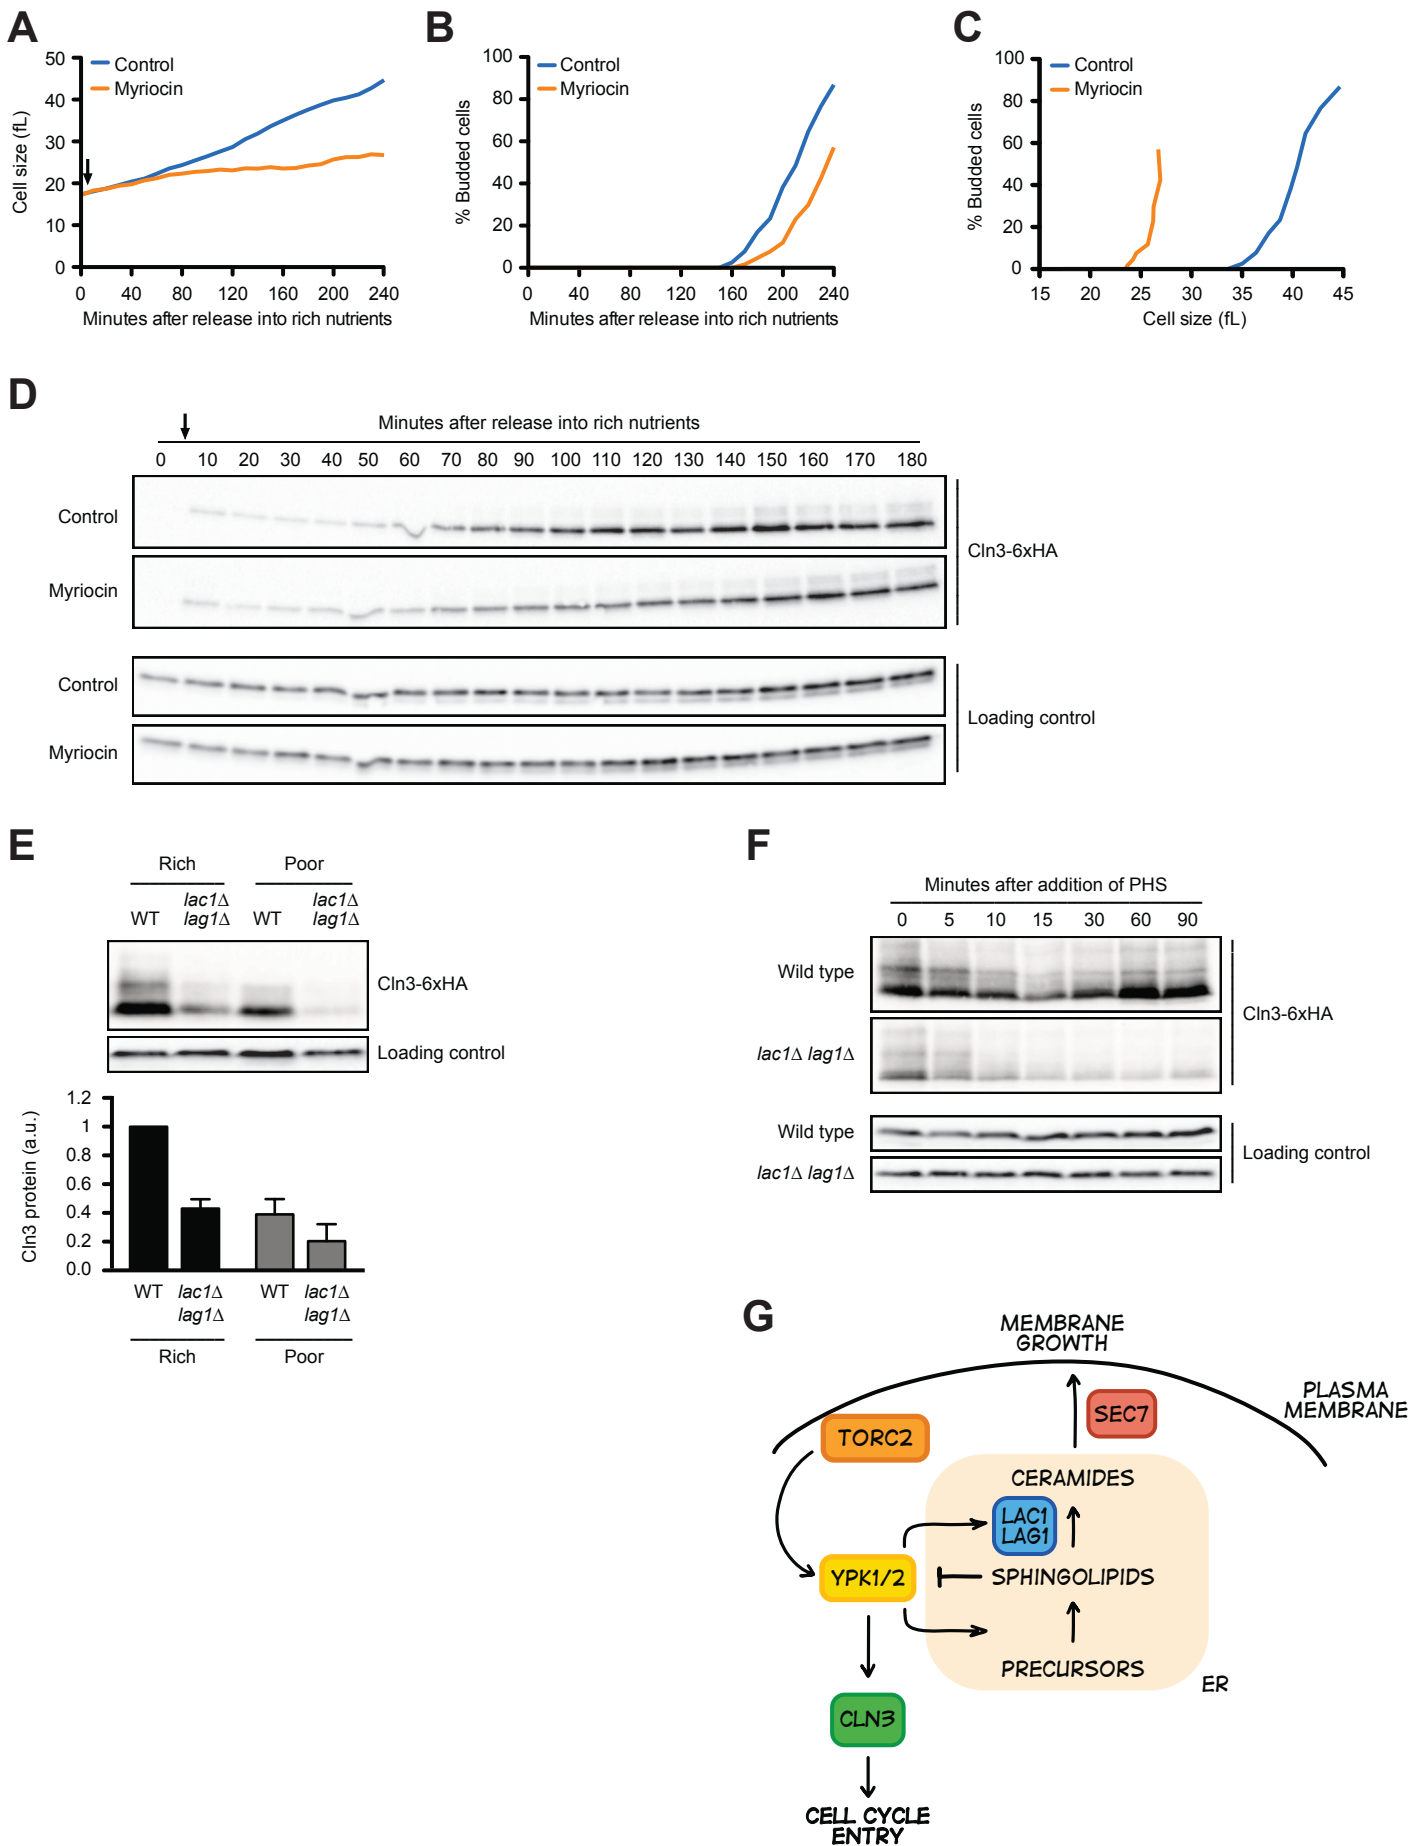 A
50
40
30
20
10
0
Cell size (fL)
Control
Myriocin
0 40 80 120 160 200 240
Minutes after release into rich nutrients
B
100
80
60
40
20
0
% Budded cells
Control
Myriocin
0 40 80 120 160 200 240
Minutes after release into rich nutrients
C
100
80
60
40
20
0
% Budded cells
Control
Myriocin
15 20 25 30 35 40 45
Cell size (fL)
D
Minutes after release into rich nutrients
0 10 20 30 40 50 60 70 80 90 100 110 120 130 140 150 160 170 180
Control
Myriocin
Cln3-6xHA
Control
Myriocin
Loading control
E
Rich Poor
WT lac1Δ lag1Δ WT lac1Δ lag1Δ
Cln3-6xHA
Loading control
1.2
1
0.8
0.6
0.4
0.2
0.0
Cln3 protein (a.u.)
WT lac1Δ WT lac1Δ
lag1Δ lag1Δ
Rich Poor
F
Minutes after addition of PHS
0 5 10 15 30 60 90
Wild type
lac1Δ lag1Δ
Cln3-6xHA
Wild type
lac1Δ lag1Δ
Loading control
G
MEMBRANE
GROWTH
PLASMA
MEMBRANE
SEC7
TORC2
CERAMIDES
LAC1
LAG1
YPK1/2
SPHINGOLIPIDS
PRECURSORS
ER
CLN3
CELL CYCLE
ENTRY